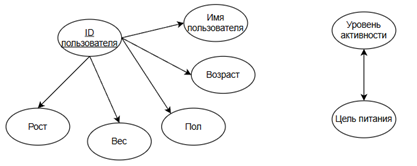 ID
пользователя
Имя
пользователя
Возраст
Пол
Вес
Рост
Уровень
активности
Цель питания